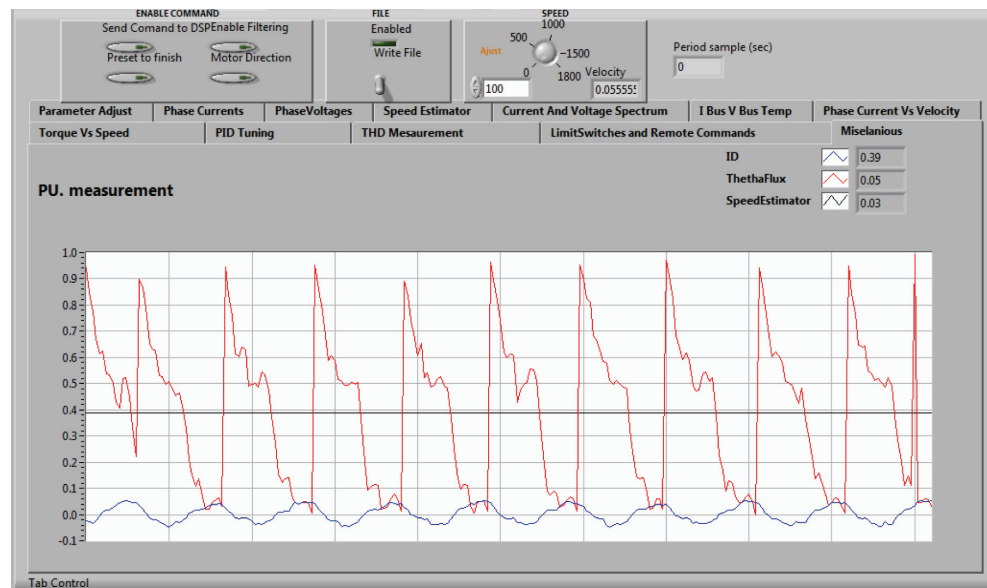 ENABLE COMMAND
Send Comand to DSP Enable Filtering
Preset to finish Motor Direction
FILE
Enabled
Write File
SPEED
1000
500
Ajust
1500
0
1800
Velocity
100
0.05555
Period sample (sec)
0
Parameter Adjust Phase Currents PhaseVoltages Speed Estimator Current And Voltage Spectrum I Bus V Bus Temp Phase Current Vs Velocity
Torque Vs Speed PID Tuning THD Mesaurement LimitSwitches and Remote Commands Miselanious
ID 0.39
ThethaFlux 0.05
SpeedEstimator 0.03
PU. measurement
1.0
0.9
0.8
0.7
0.6
0.5
0.4
0.3
0.2
0.1
0.0
-0.1
Tab Control